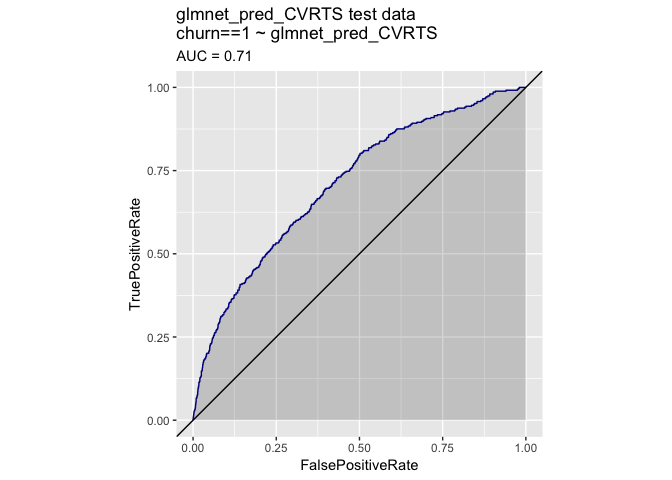 glmnet_pred_CVRTS test data
churn==1 ~ glmnet_pred_CVRTS
AUC = 0.71
1.00
0.75
0.50
0.25
0.00
TruePositiveRate
0.00 0.25 0.50 0.75 1.00
FalsePositiveRate